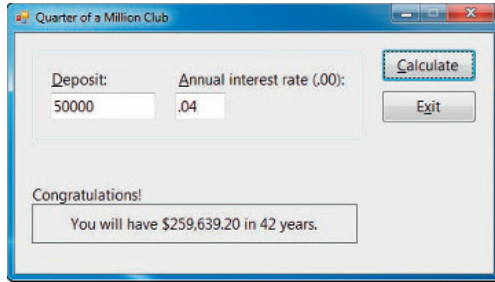 Quarter of a Million Club
Deposit: Annual interest rate (.00):
50000 .04
Calculate
Exit
Congratulations!
You will have $259,639.20 in 42 years.